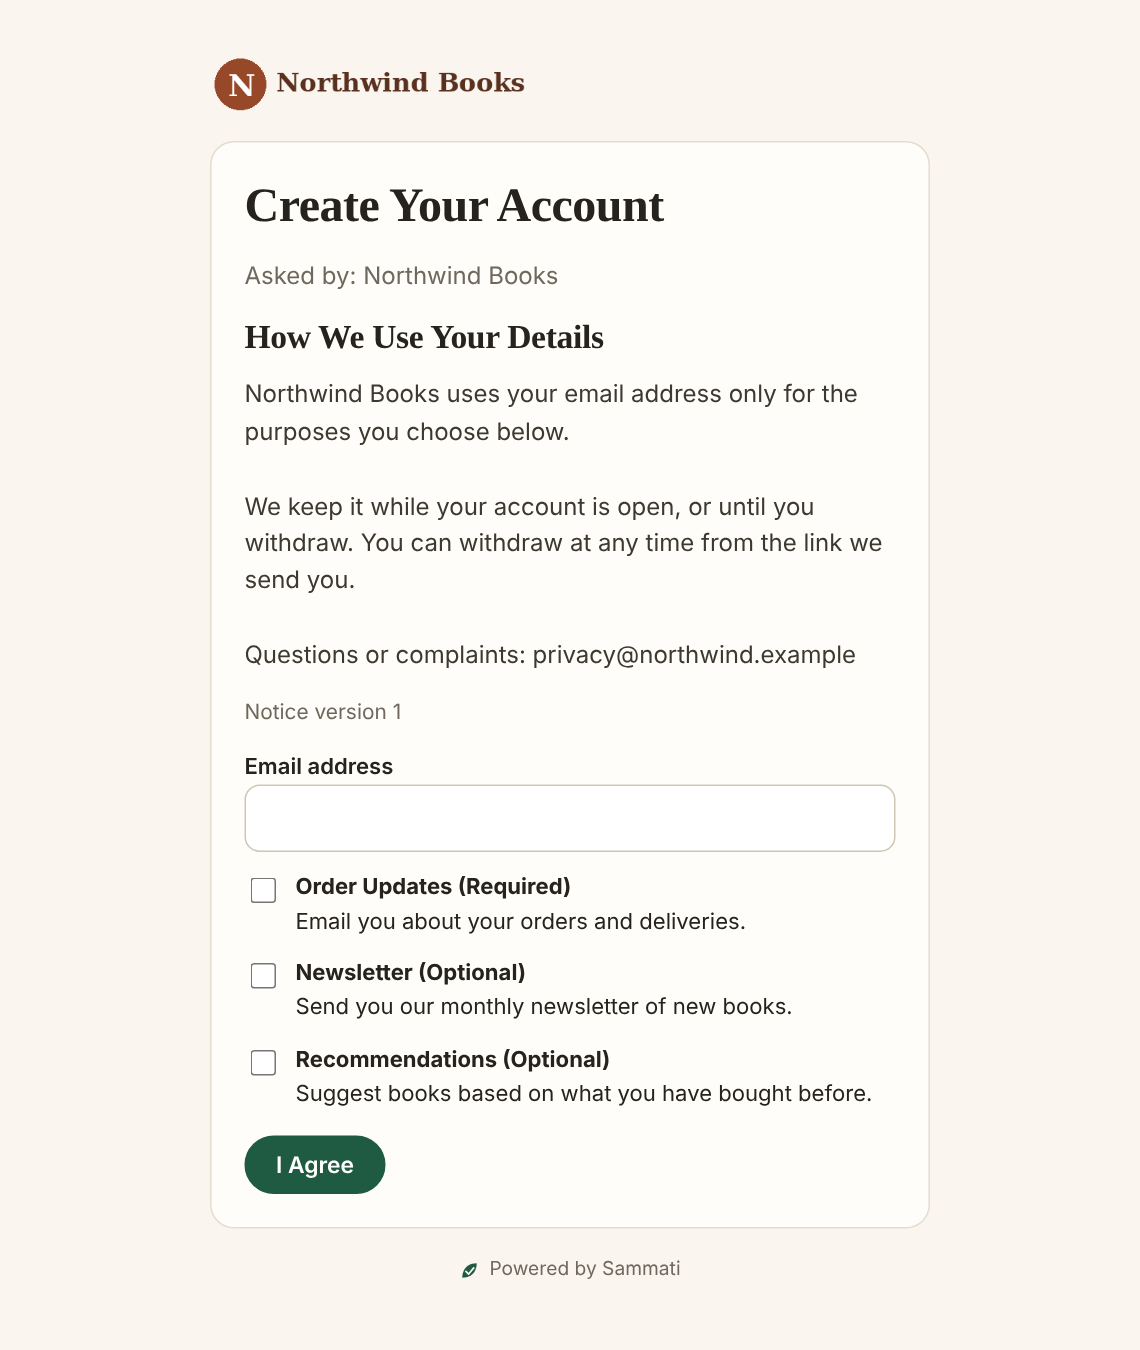 N Northwind Books
Create Your Account
Asked by: Northwind Books
How We Use Your Details
Northwind Books uses your email address only for the
purposes you choose below.
We keep it while your account is open, or until you
withdraw. You can withdraw at any time from the link we
send you.
Questions or complaints: privacy@northwind.example
Notice version 1
Email address
Order Updates (Required)
Email you about your orders and deliveries.
Newsletter (Optional)
Send you our monthly newsletter of new books.
Recommendations (Optional)
Suggest books based on what you have bought before.
I Agree
Powered by Sammati